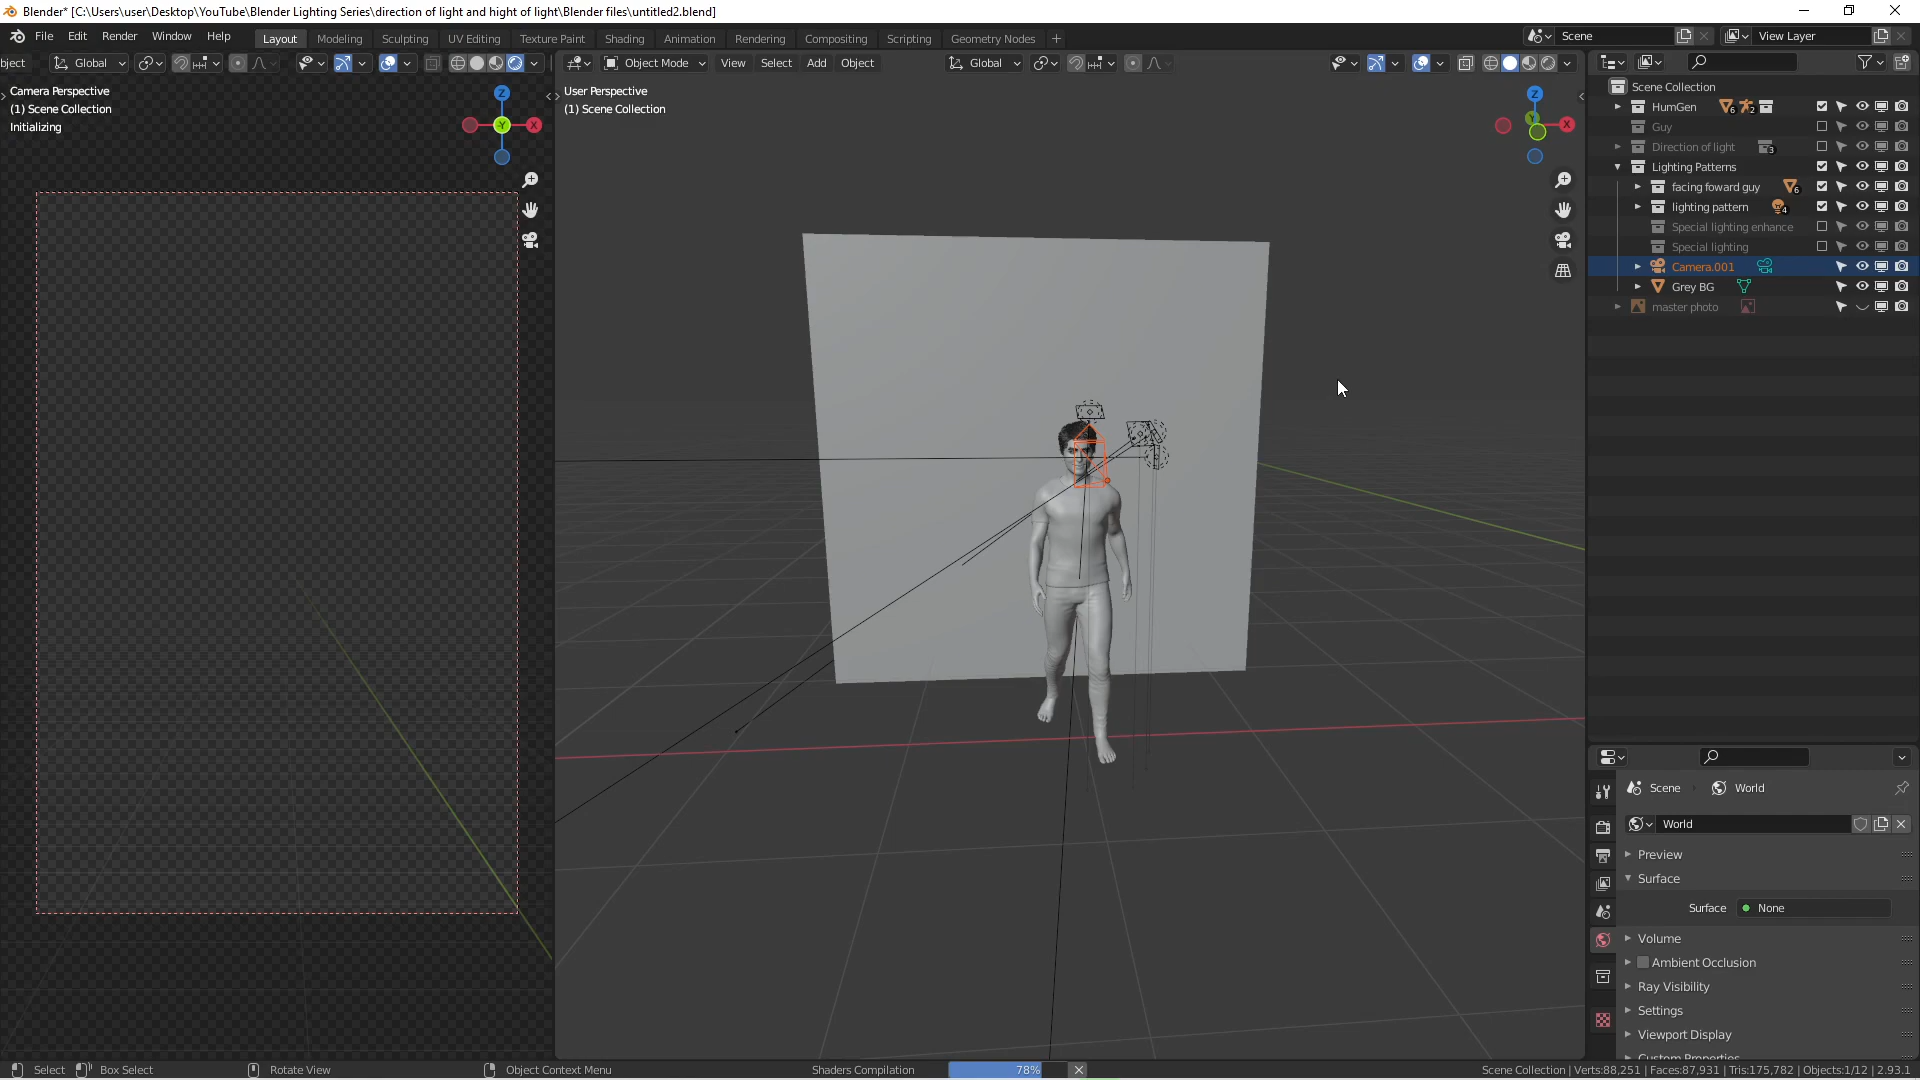 Blender* [C:\Users\user\Desktop\YouTube\Blender Lighting Series\direction of light and hight of light\Blender files\untitled2.blend]
File Edit Render Window Help Layout Modeling Sculpting UV Editing Texture Paint Shading Animation Rendering Compositing Scripting Geometry Nodes + Scene View Layer
bject Global Object Mode View Select Add Object Global
Camera Perspective
(1) Scene Collection
Initializing
Z
Y
X
User Perspective
(1) Scene Collection
Z
Y
X
Scene Collection
HumGen 6 2
Guy
Direction of light 3
Lighting Patterns
facing foward guy 6
lighting pattern 4
Special lighting enhance
Special lighting
Camera.001
Grey BG
master photo
Scene World
World
Preview
Surface
Surface None
Volume
Ambient Occlusion
Ray Visibility
Settings
Viewport Display
Custom Properties
Select Box Select Rotate View Object Context Menu Shaders Compilation 78% Scene Collection | Verts:88,251 | Faces:87,931 | Tris:175,782 | Objects:1/12 | 2.93.1